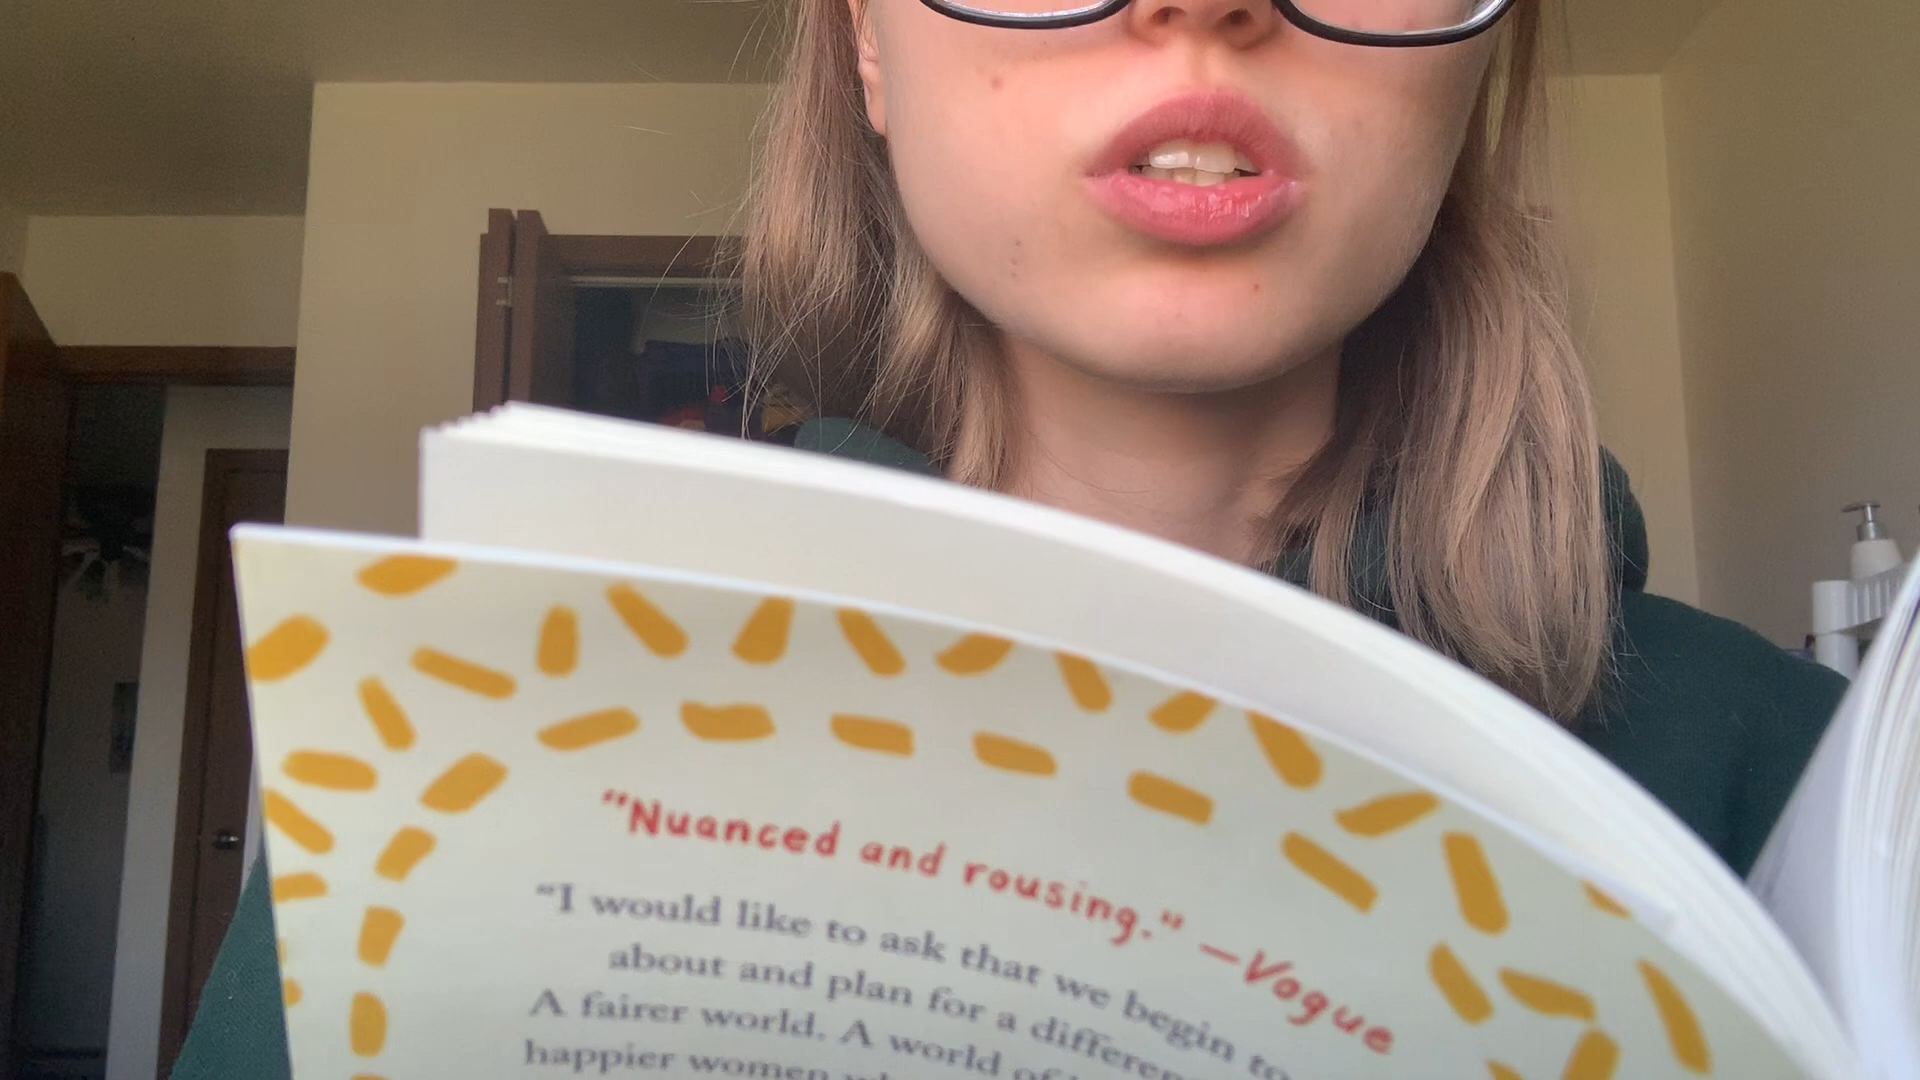 "Nuanced and rousing." —Vogue
"I would like to ask that we begin to
about and plan for a
A fairer world. A world of
happier women